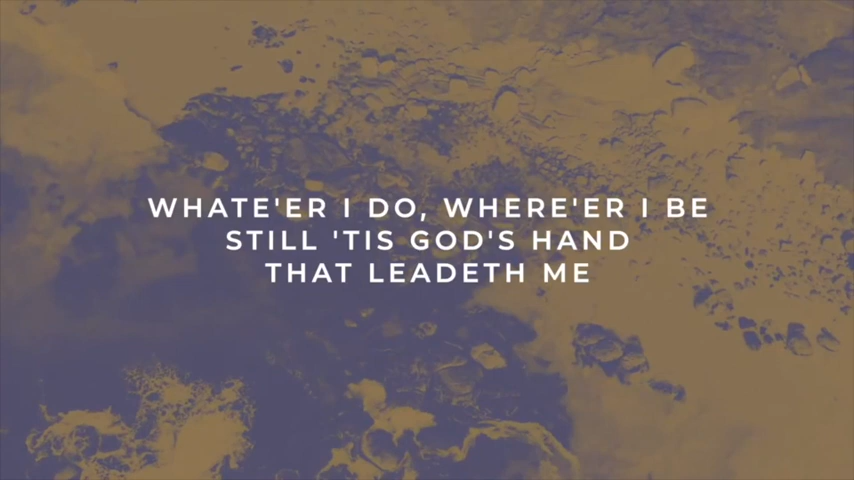 WHATE'ER I DO, WHERE'ER I BE
STILL 'TIS GOD'S HAND
THAT LEADETH ME